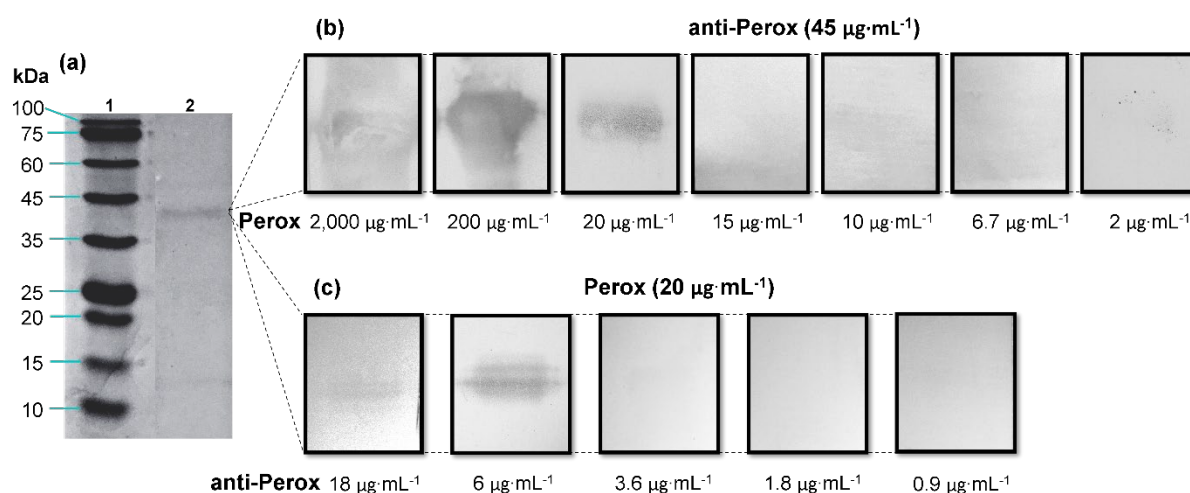 (b) anti-Perox (45 µg·mL⁻¹)
(a)
kDa
1 2
100
75
60
45
35
25
20
15
10
Perox 2,000 µg·mL⁻¹ 200 µg·mL⁻¹ 20 µg·mL⁻¹ 15 µg·mL⁻¹ 10 µg·mL⁻¹ 6.7 µg·mL⁻¹ 2 µg·mL⁻¹
(c) Perox (20 µg·mL⁻¹)
anti-Perox 18 µg·mL⁻¹ 6 µg·mL⁻¹ 3.6 µg·mL⁻¹ 1.8 µg·mL⁻¹ 0.9 µg·mL⁻¹